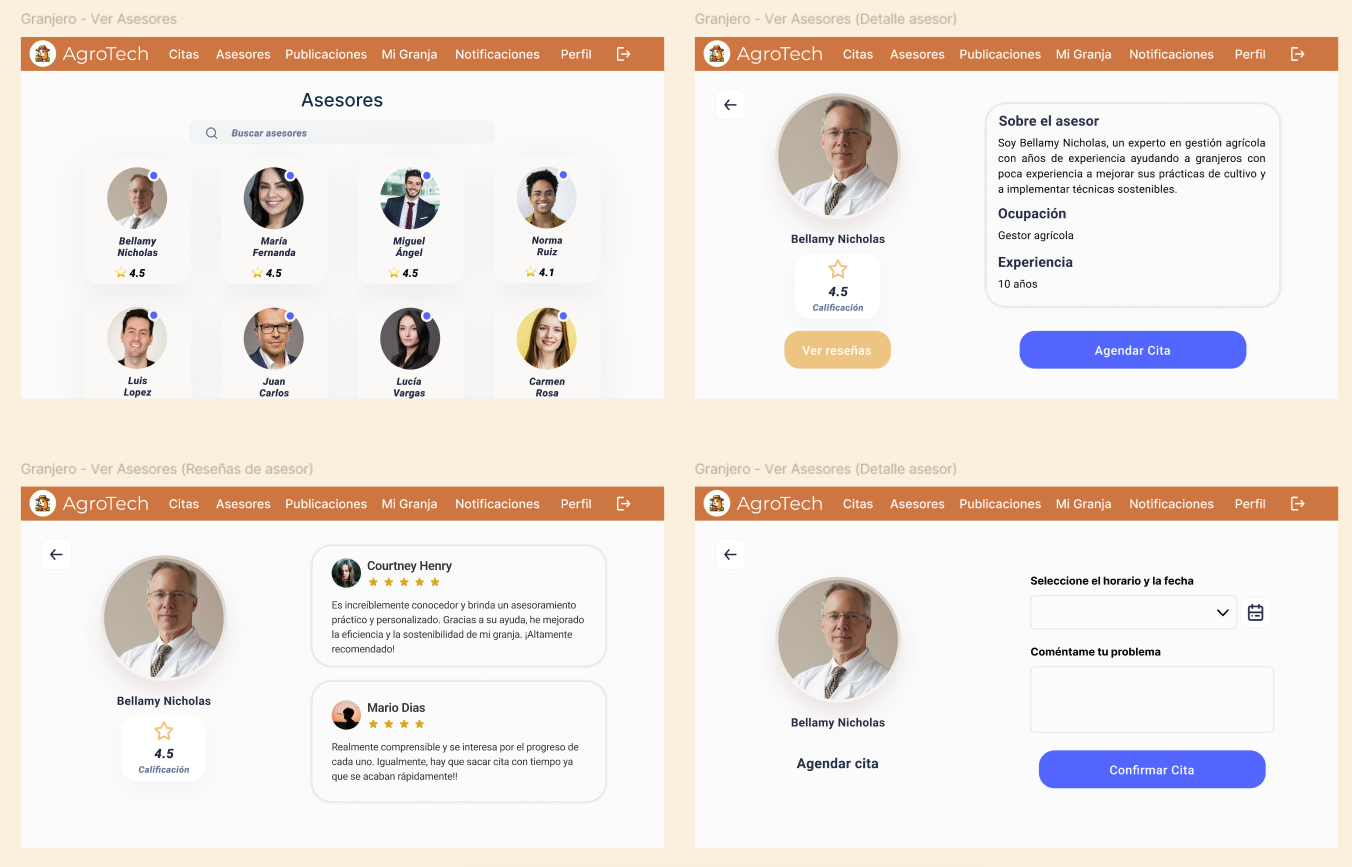 Granjero - Ver Asesores
AgroTech Citas Asesores Publicaciones Mi Granja Notificaciones Perfil
Asesores
Buscar asesores
Bellamy
Nicholas
4.5
María
Fernanda
4.5
Miguel
Ángel
4.5
Norma
Ruiz
4.1
Luis
Lopez
Juan
Carlos
Lucía
Vargas
Carmen
Rosa
Granjero - Ver Asesores (Detalle asesor)
AgroTech Citas Asesores Publicaciones Mi Granja Notificaciones Perfil
Bellamy Nicholas
4.5
Calificación
Ver reseñas
Sobre el asesor
Soy Bellamy Nicholas, un experto en gestión agrícola
con años de experiencia ayudando a granjeros con
poca experiencia a mejorar sus prácticas de cultivo y
a implementar técnicas sostenibles.
Ocupación
Gestor agrícola
Experiencia
10 años
Agendar Cita
Granjero - Ver Asesores (Reseñas de asesor)
AgroTech Citas Asesores Publicaciones Mi Granja Notificaciones Perfil
Bellamy Nicholas
4.5
Calificación
Courtney Henry
Es increíblemente conocedor y brinda un asesoramiento
práctico y personalizado. Gracias a su ayuda, he mejorado
la eficiencia y la sostenibilidad de mi granja. ¡Altamente
recomendado!
Mario Dias
Realmente comprensible y se interesa por el progreso de
cada uno. Igualmente, hay que sacar cita con tiempo ya
que se acaban rápidamente!!
Granjero - Ver Asesores (Detalle asesor)
AgroTech Citas Asesores Publicaciones Mi Granja Notificaciones Perfil
Bellamy Nicholas
Agendar cita
Seleccione el horario y la fecha
Coméntame tu problema
Confirmar Cita